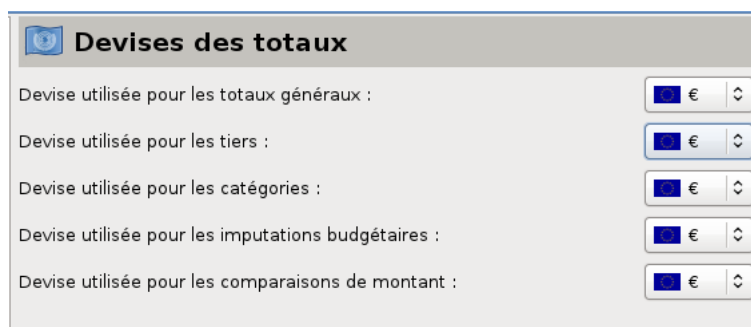 Devises des totaux
Devise utilisée pour les totaux généraux : €
Devise utilisée pour les tiers : €
Devise utilisée pour les catégories : €
Devise utilisée pour les imputations budgétaires : €
Devise utilisée pour les comparaisons de montant : €